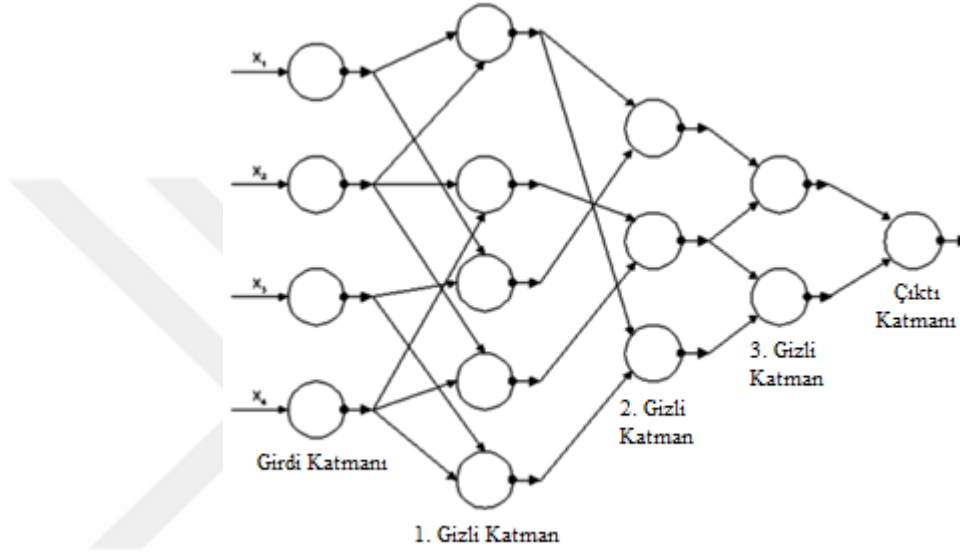 X₁
X₂
X₃
X₄
Girdi Katmanı
1. Gizli Katman
2. Gizli
Katman
3. Gizli
Katman
Çıktı
Katmanı